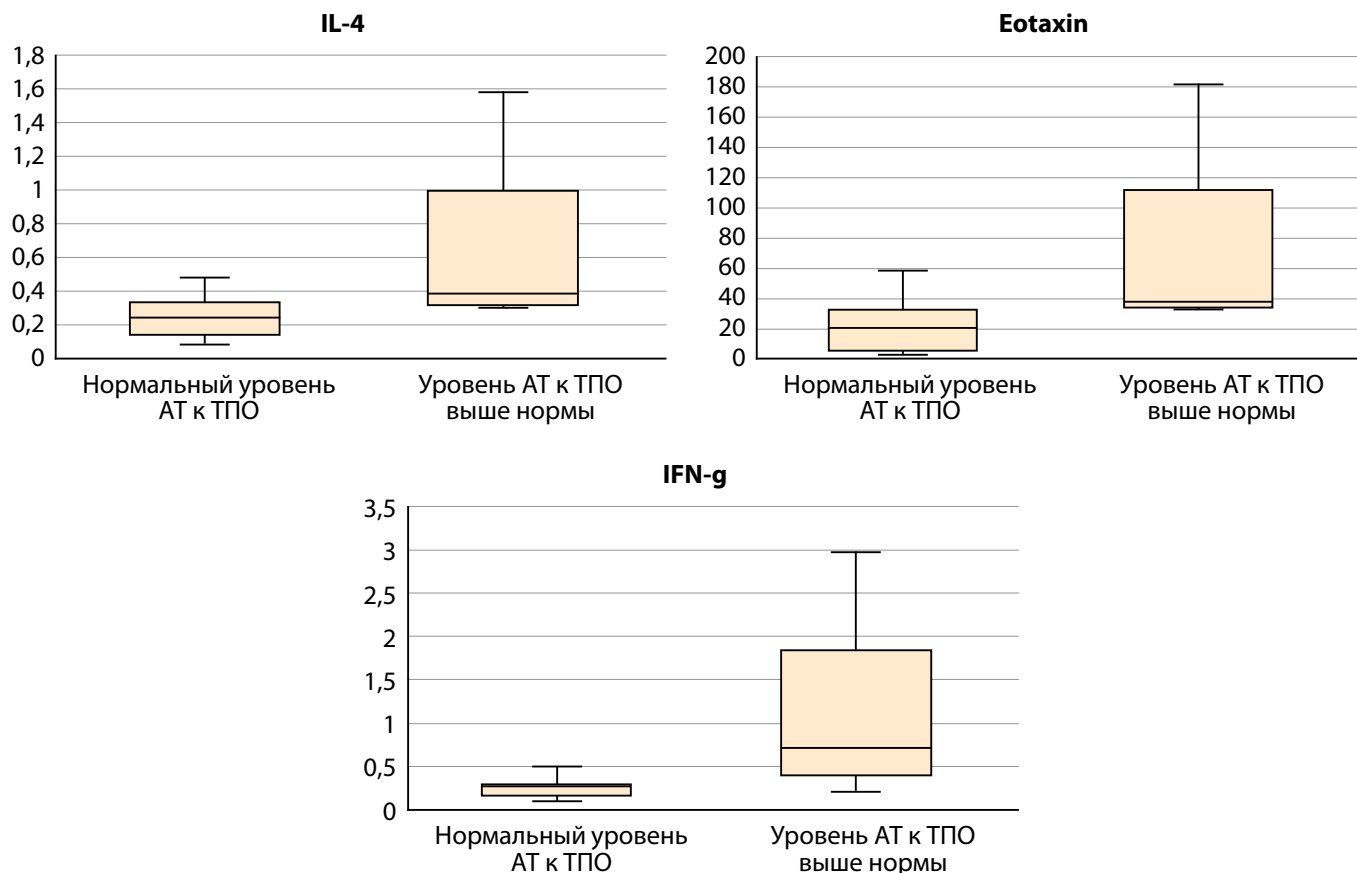 IL-4
1,8
1,6
1,4
1,2
1
0,8
0,6
0,4
0,2
0
Нормальный уровень
АТ к ТПО
Уровень АТ к ТПО
выше нормы
Eotaxin
200
180
160
140
120
100
80
60
40
20
0
Нормальный уровень
АТ к ТПО
Уровень АТ к ТПО
выше нормы
IFN-g
3,5
3
2,5
2
1,5
1
0,5
0
Нормальный уровень
АТ к ТПО
Уровень АТ к ТПО
выше нормы